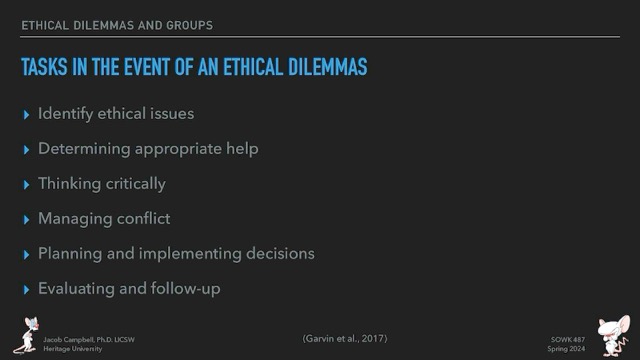 ETHICAL DILEMMAS AND GROUPS
TASKS IN THE EVENT OF AN ETHICAL DILEMMAS
Identify ethical issues
Determining appropriate help
Thinking critically
Managing conflict
Planning and implementing decisions
Evaluating and follow-up
Jacob Campbell, Ph.D. LICSW
Heritage University
(Garvin et al., 2017)
SOWK 487
Spring 2024